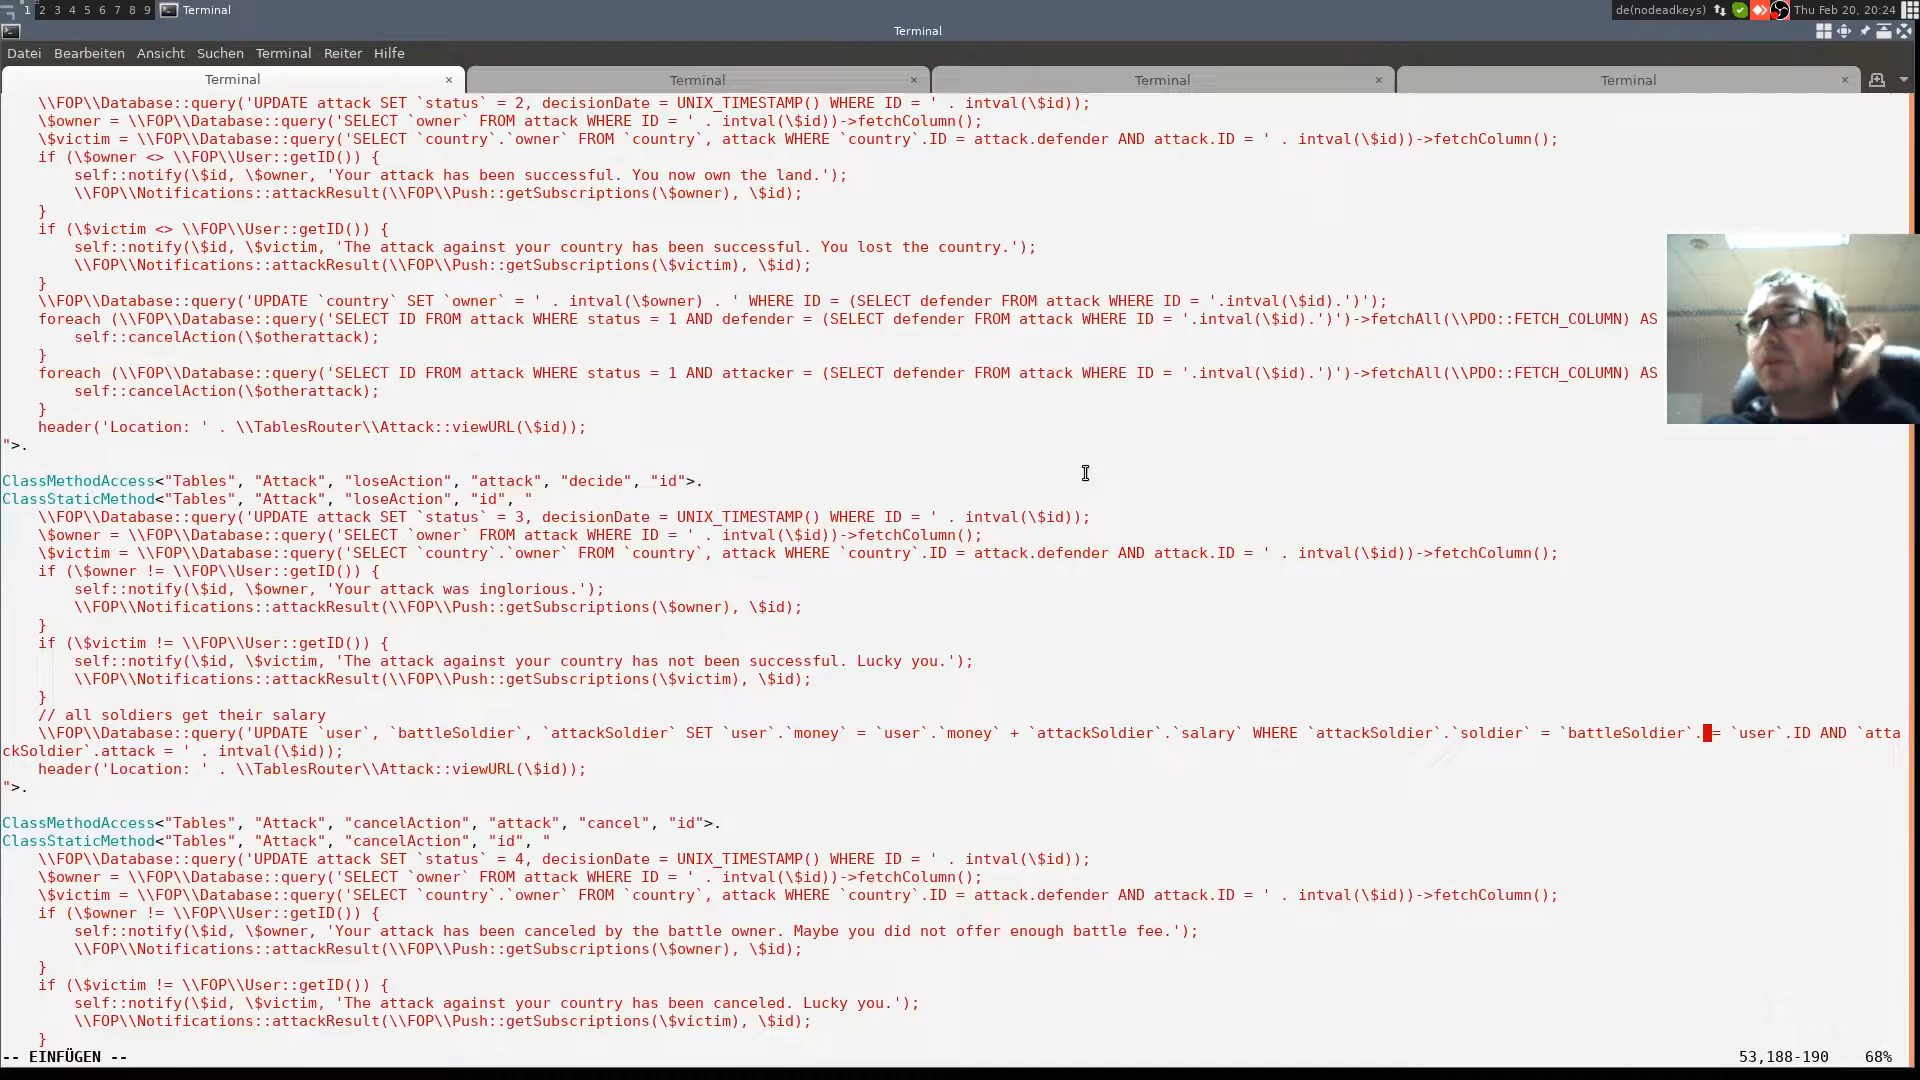 1 2 3 4 5 6 7 8 9 Terminal de(nodeadkeys) Thu Feb 20, 20:24
Terminal
Datei Bearbeiten Ansicht Suchen Terminal Reiter Hilfe
Terminal × Terminal × Terminal × Terminal ×
\\FOP\\Database::query('UPDATE attack SET `status` = 2, decisionDate = UNIX_TIMESTAMP() WHERE ID = ' . intval(\$id));
\$owner = \\FOP\\Database::query('SELECT `owner` FROM attack WHERE ID = ' . intval(\$id))->fetchColumn();
\$victim = \\FOP\\Database::query('SELECT `country`.`owner` FROM `country`, attack WHERE `country`.ID = attack.defender AND attack.ID = ' . intval(\$id))->fetchColumn();
if (\$owner <> \\FOP\\User::getID()) {
self::notify(\$id, \$owner, 'Your attack has been successful. You now own the land.');
\\FOP\\Notifications::attackResult(\\FOP\\Push::getSubscriptions(\$owner), \$id);
}
if (\$victim <> \\FOP\\User::getID()) {
self::notify(\$id, \$victim, 'The attack against your country has been successful. You lost the country.');
\\FOP\\Notifications::attackResult(\\FOP\\Push::getSubscriptions(\$victim), \$id);
}
\\FOP\\Database::query('UPDATE `country` SET `owner` = ' . intval(\$owner) . ' WHERE ID = (SELECT defender FROM attack WHERE ID = '.intval(\$id).')');
foreach (\\FOP\\Database::query('SELECT ID FROM attack WHERE status = 1 AND defender = (SELECT defender FROM attack WHERE ID = '.intval(\$id).')')->fetchAll(\\PDO::FETCH_COLUMN) AS
self::cancelAction(\$otherattack);
}
foreach (\\FOP\\Database::query('SELECT ID FROM attack WHERE status = 1 AND attacker = (SELECT defender FROM attack WHERE ID = '.intval(\$id).')')->fetchAll(\\PDO::FETCH_COLUMN) AS
self::cancelAction(\$otherattack);
}
header('Location: ' . \\TablesRouter\\Attack::viewURL(\$id));
">.
ClassMethodAccess<"Tables", "Attack", "loseAction", "attack", "decide", "id">.
ClassStaticMethod<"Tables", "Attack", "loseAction", "id", "
\\FOP\\Database::query('UPDATE attack SET `status` = 3, decisionDate = UNIX_TIMESTAMP() WHERE ID = ' . intval(\$id));
\$owner = \\FOP\\Database::query('SELECT `owner` FROM attack WHERE ID = ' . intval(\$id))->fetchColumn();
\$victim = \\FOP\\Database::query('SELECT `country`.`owner` FROM `country`, attack WHERE `country`.ID = attack.defender AND attack.ID = ' . intval(\$id))->fetchColumn();
if (\$owner != \\FOP\\User::getID()) {
self::notify(\$id, \$owner, 'Your attack was inglorious.');
\\FOP\\Notifications::attackResult(\\FOP\\Push::getSubscriptions(\$owner), \$id);
}
if (\$victim != \\FOP\\User::getID()) {
self::notify(\$id, \$victim, 'The attack against your country has not been successful. Lucky you.');
\\FOP\\Notifications::attackResult(\\FOP\\Push::getSubscriptions(\$victim), \$id);
}
// all soldiers get their salary
\\FOP\\Database::query('UPDATE `user`, `battleSoldier`, `attackSoldier` SET `user`.`money` = `user`.`money` + `attackSoldier`.`salary` WHERE `attackSoldier`.`soldier` = `battleSoldier`. = `user`.ID AND `atta
ckSoldier`.attack = ' . intval(\$id));
header('Location: ' . \\TablesRouter\\Attack::viewURL(\$id));
">.
ClassMethodAccess<"Tables", "Attack", "cancelAction", "attack", "cancel", "id">.
ClassStaticMethod<"Tables", "Attack", "cancelAction", "id", "
\\FOP\\Database::query('UPDATE attack SET `status` = 4, decisionDate = UNIX_TIMESTAMP() WHERE ID = ' . intval(\$id));
\$owner = \\FOP\\Database::query('SELECT `owner` FROM attack WHERE ID = ' . intval(\$id))->fetchColumn();
\$victim = \\FOP\\Database::query('SELECT `country`.`owner` FROM `country`, attack WHERE `country`.ID = attack.defender AND attack.ID = ' . intval(\$id))->fetchColumn();
if (\$owner != \\FOP\\User::getID()) {
self::notify(\$id, \$owner, 'Your attack has been canceled by the battle owner. Maybe you did not offer enough battle fee.');
\\FOP\\Notifications::attackResult(\\FOP\\Push::getSubscriptions(\$owner), \$id);
}
if (\$victim != \\FOP\\User::getID()) {
self::notify(\$id, \$victim, 'The attack against your country has been canceled. Lucky you.');
\\FOP\\Notifications::attackResult(\\FOP\\Push::getSubscriptions(\$victim), \$id);
}
-- EINFÜGEN -- 53,188-190 68%